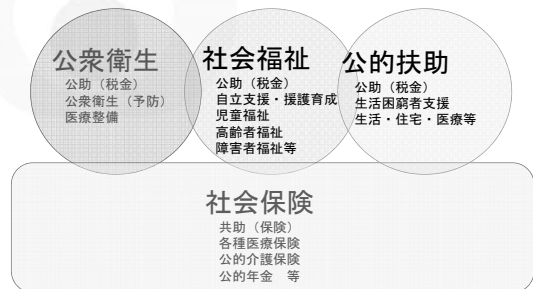 公衆衛生
公助（税金）
公衆衛生（予防）
医療整備
社会福祉
公助（税金）
自立支援・援護育成
児童福祉
高齢者福祉
障害者福祉等
公的扶助
公助（税金）
生活困窮者支援
生活・住宅・医療等
社会保険
共助（保険）
各種医療保険
公的介護保険
公的年金　等